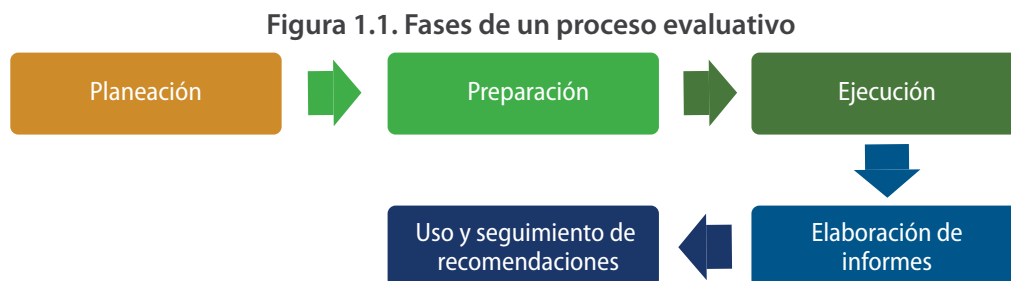 Figura 1.1. Fases de un proceso evaluativo
Planeación
Preparación
Ejecución
Elaboración de
informes
Uso y seguimiento de
recomendaciones